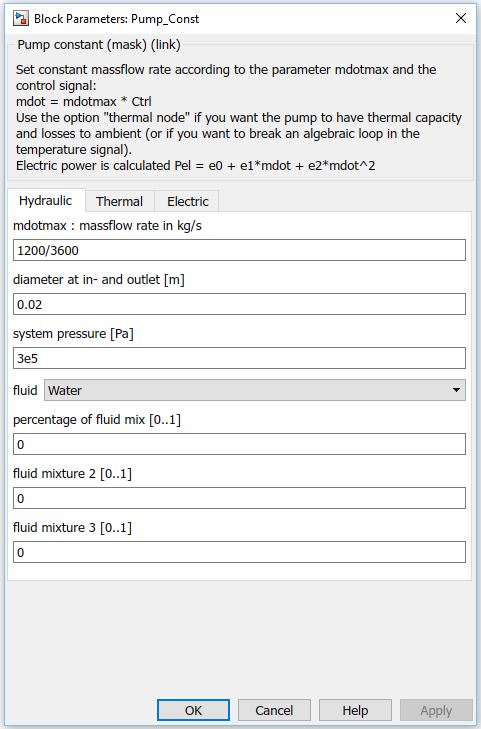 Block Parameters: Pump_Const
Pump constant (mask) (link)
Set constant massflow rate according to the parameter mdotmax and the
control signal:
mdot = mdotmax * Ctrl
Use the option "thermal node" if you want the pump to have thermal capacity
and losses to ambient (or if you want to break an algebraic loop in the
temperature signal).
Electric power is calculated Pel = e0 + e1*mdot + e2*mdot^2
Hydraulic Thermal Electric
mdotmax : massflow rate in kg/s
1200/3600
diameter at in- and outlet [m]
0.02
system pressure [Pa]
3e5
fluid Water
percentage of fluid mix [0..1]
0
fluid mixture 2 [0..1]
0
fluid mixture 3 [0..1]
0
OK Cancel Help Apply